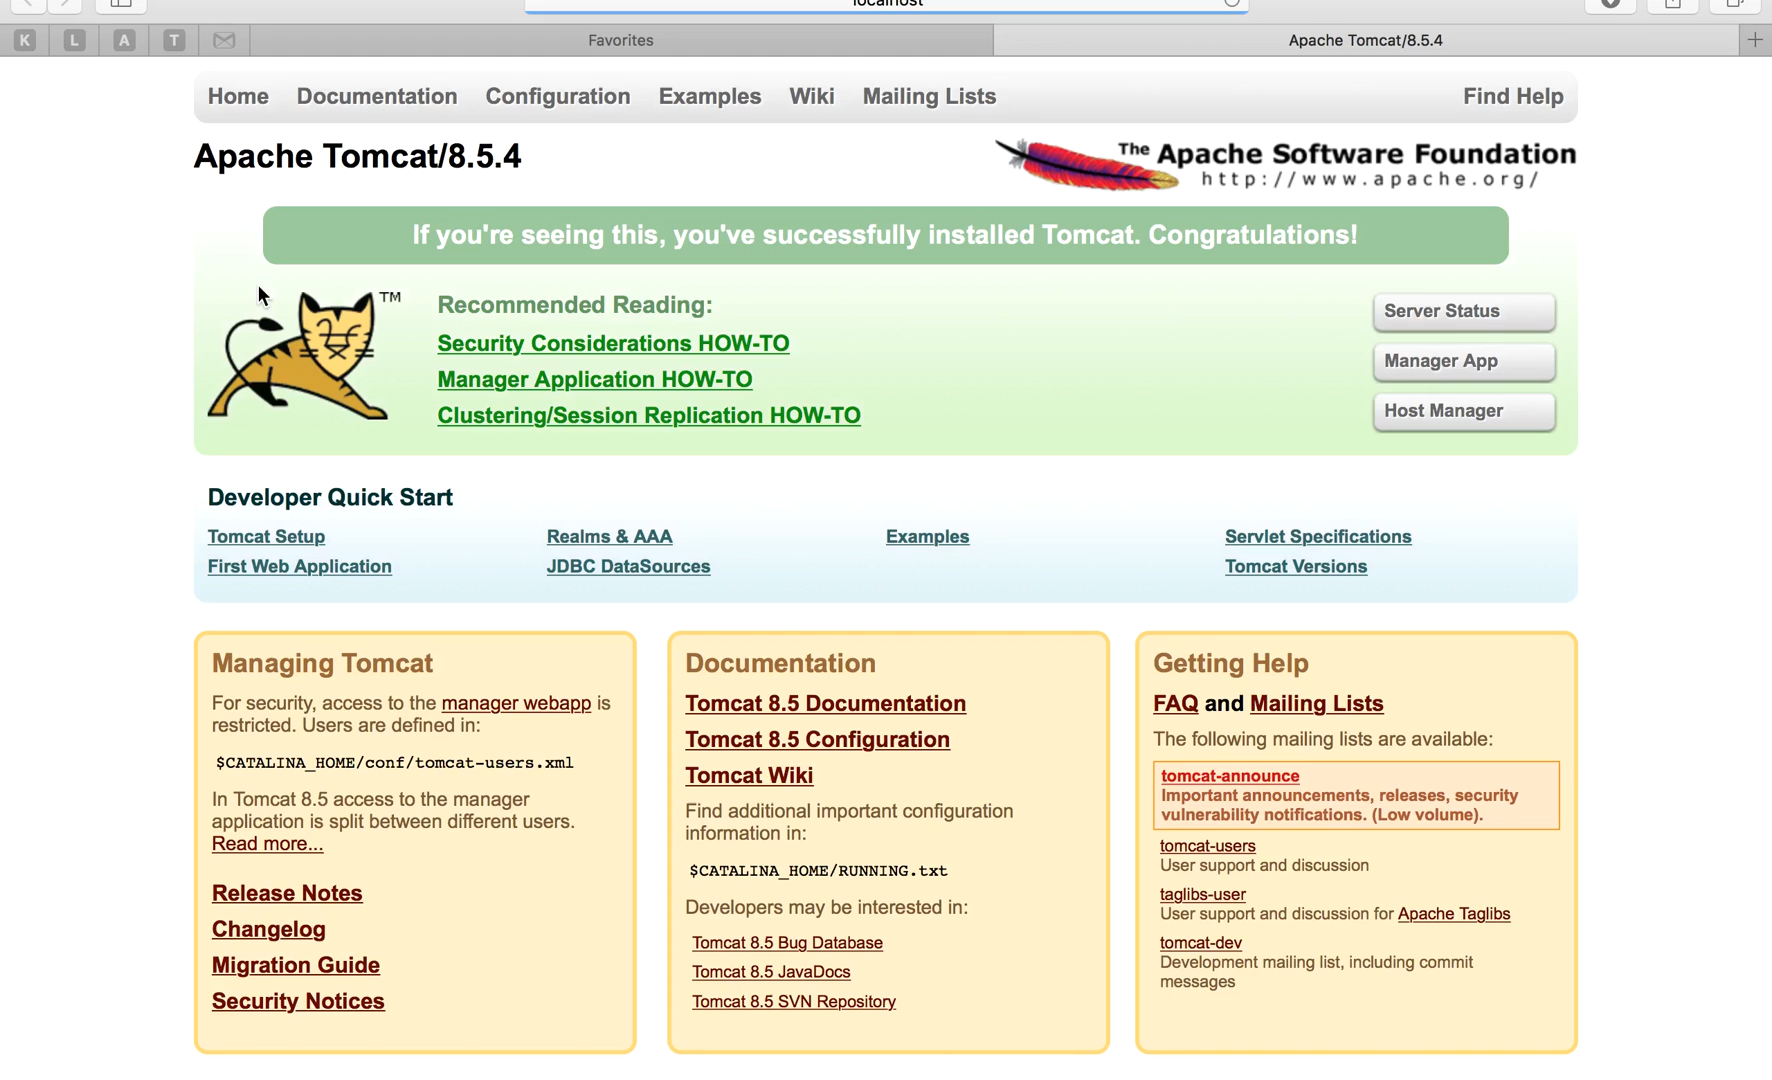 localhost
K L A T Favorites Apache Tomcat/8.5.4
Home Documentation Configuration Examples Wiki Mailing Lists Find Help
Apache Tomcat/8.5.4
The Apache Software Foundation
http://www.apache.org/
If you're seeing this, you've successfully installed Tomcat. Congratulations!
TM
Recommended Reading:
Security Considerations HOW-TO
Manager Application HOW-TO
Clustering/Session Replication HOW-TO
Server Status
Manager App
Host Manager
Developer Quick Start
Tomcat Setup
First Web Application
Realms & AAA
JDBC DataSources
Examples
Servlet Specifications
Tomcat Versions
Managing Tomcat
For security, access to the manager webapp is
restricted. Users are defined in:
$CATALINA_HOME/conf/tomcat-users.xml
In Tomcat 8.5 access to the manager
application is split between different users.
Read more...
Release Notes
Changelog
Migration Guide
Security Notices
Documentation
Tomcat 8.5 Documentation
Tomcat 8.5 Configuration
Tomcat Wiki
Find additional important configuration
information in:
$CATALINA_HOME/RUNNING.txt
Developers may be interested in:
Tomcat 8.5 Bug Database
Tomcat 8.5 JavaDocs
Tomcat 8.5 SVN Repository
Getting Help
FAQ and Mailing Lists
The following mailing lists are available:
tomcat-announce
Important announcements, releases, security
vulnerability notifications. (Low volume).
tomcat-users
User support and discussion
taglibs-user
User support and discussion for Apache Taglibs
tomcat-dev
Development mailing list, including commit
messages